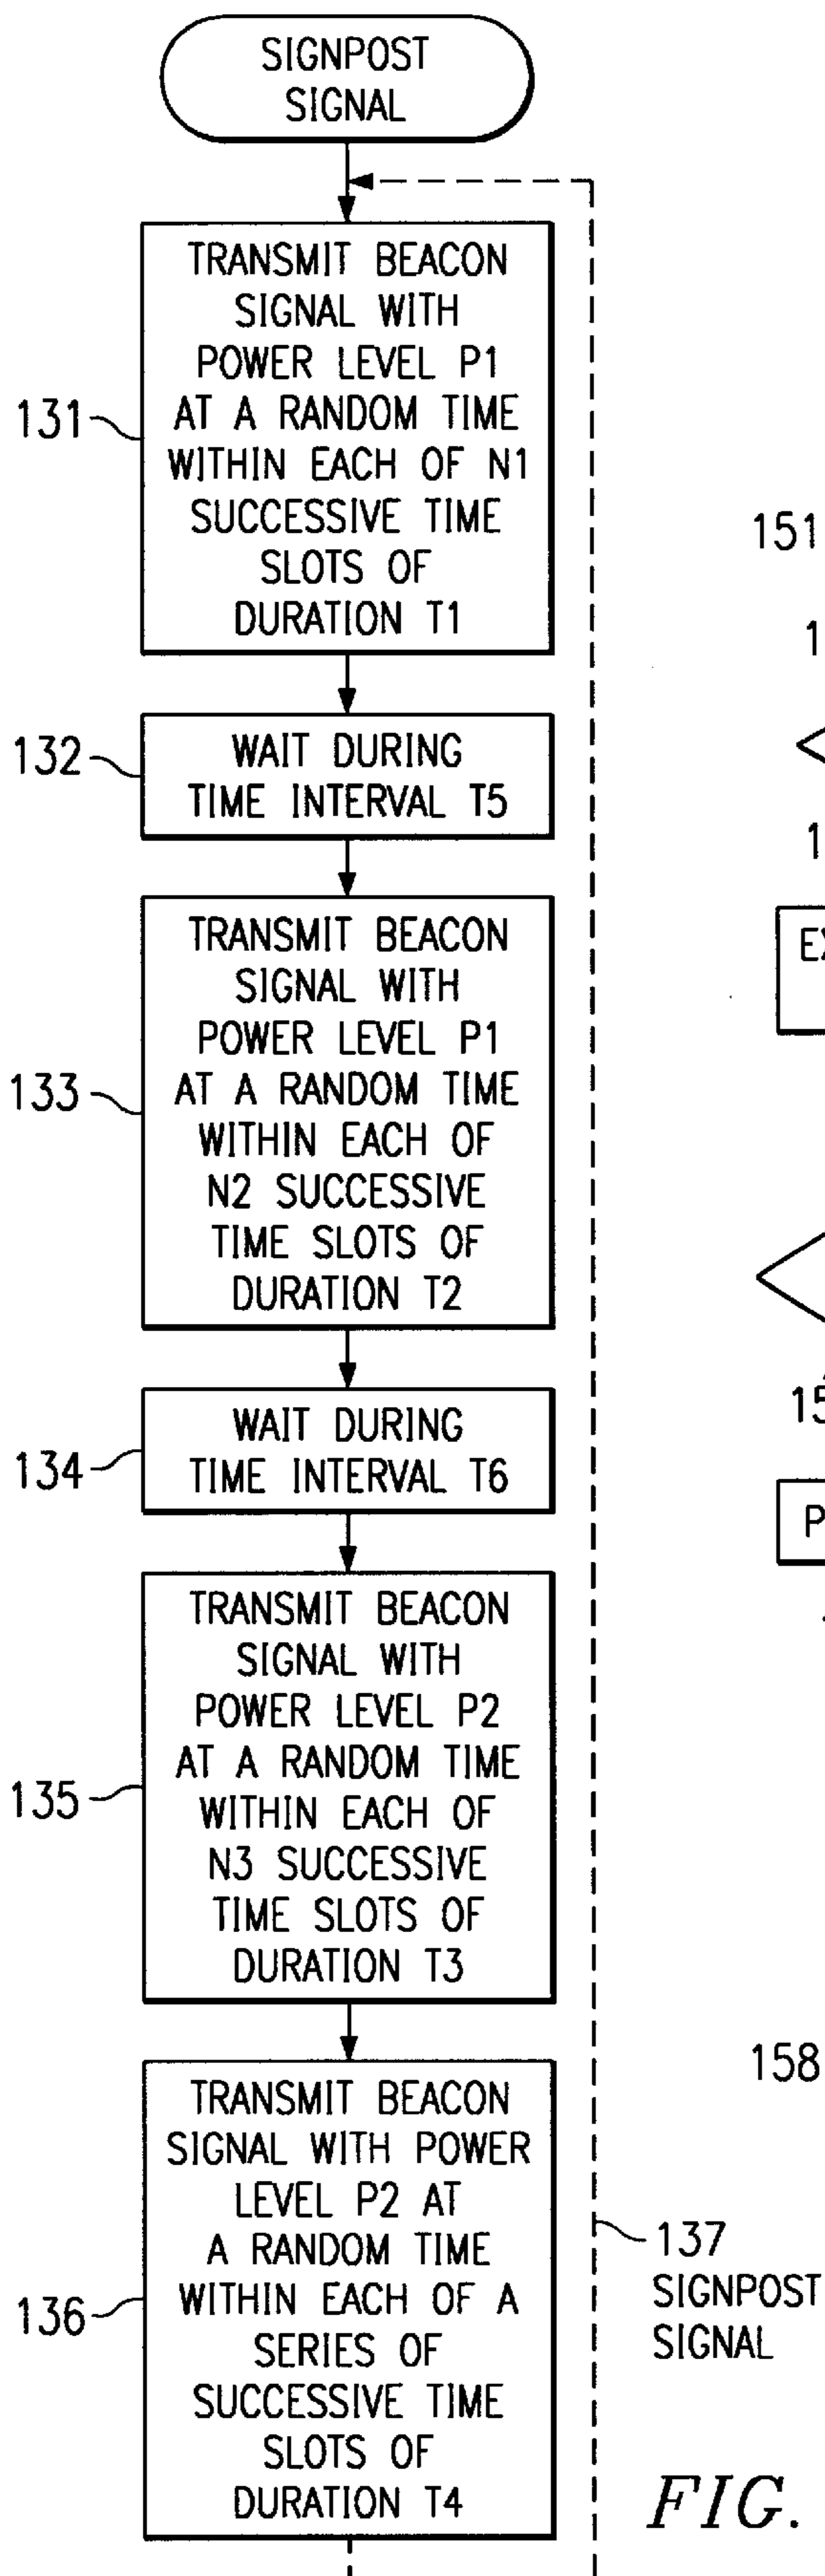 SIGNPOST
SIGNAL
TRANSMIT BEACON
SIGNAL WITH
POWER LEVEL P1
AT A RANDOM TIME
WITHIN EACH OF N1
SUCCESSIVE TIME
SLOTS OF
DURATION T1
131
WAIT DURING
TIME INTERVAL T5
132
TRANSMIT BEACON
SIGNAL WITH
POWER LEVEL P1
AT A RANDOM TIME
WITHIN EACH OF
N2 SUCCESSIVE
TIME SLOTS OF
DURATION T2
133
WAIT DURING
TIME INTERVAL T6
134
TRANSMIT BEACON
SIGNAL WITH
POWER LEVEL P2
AT A RANDOM TIME
WITHIN EACH OF
N3 SUCCESSIVE
TIME SLOTS OF
DURATION T3
135
TRANSMIT BEACON
SIGNAL WITH POWER
LEVEL P2 AT
A RANDOM TIME
WITHIN EACH OF A
SERIES OF
SUCCESSIVE TIME
SLOTS OF
DURATION T4
136
137
SIGNPOST
SIGNAL
151
158
FIG.